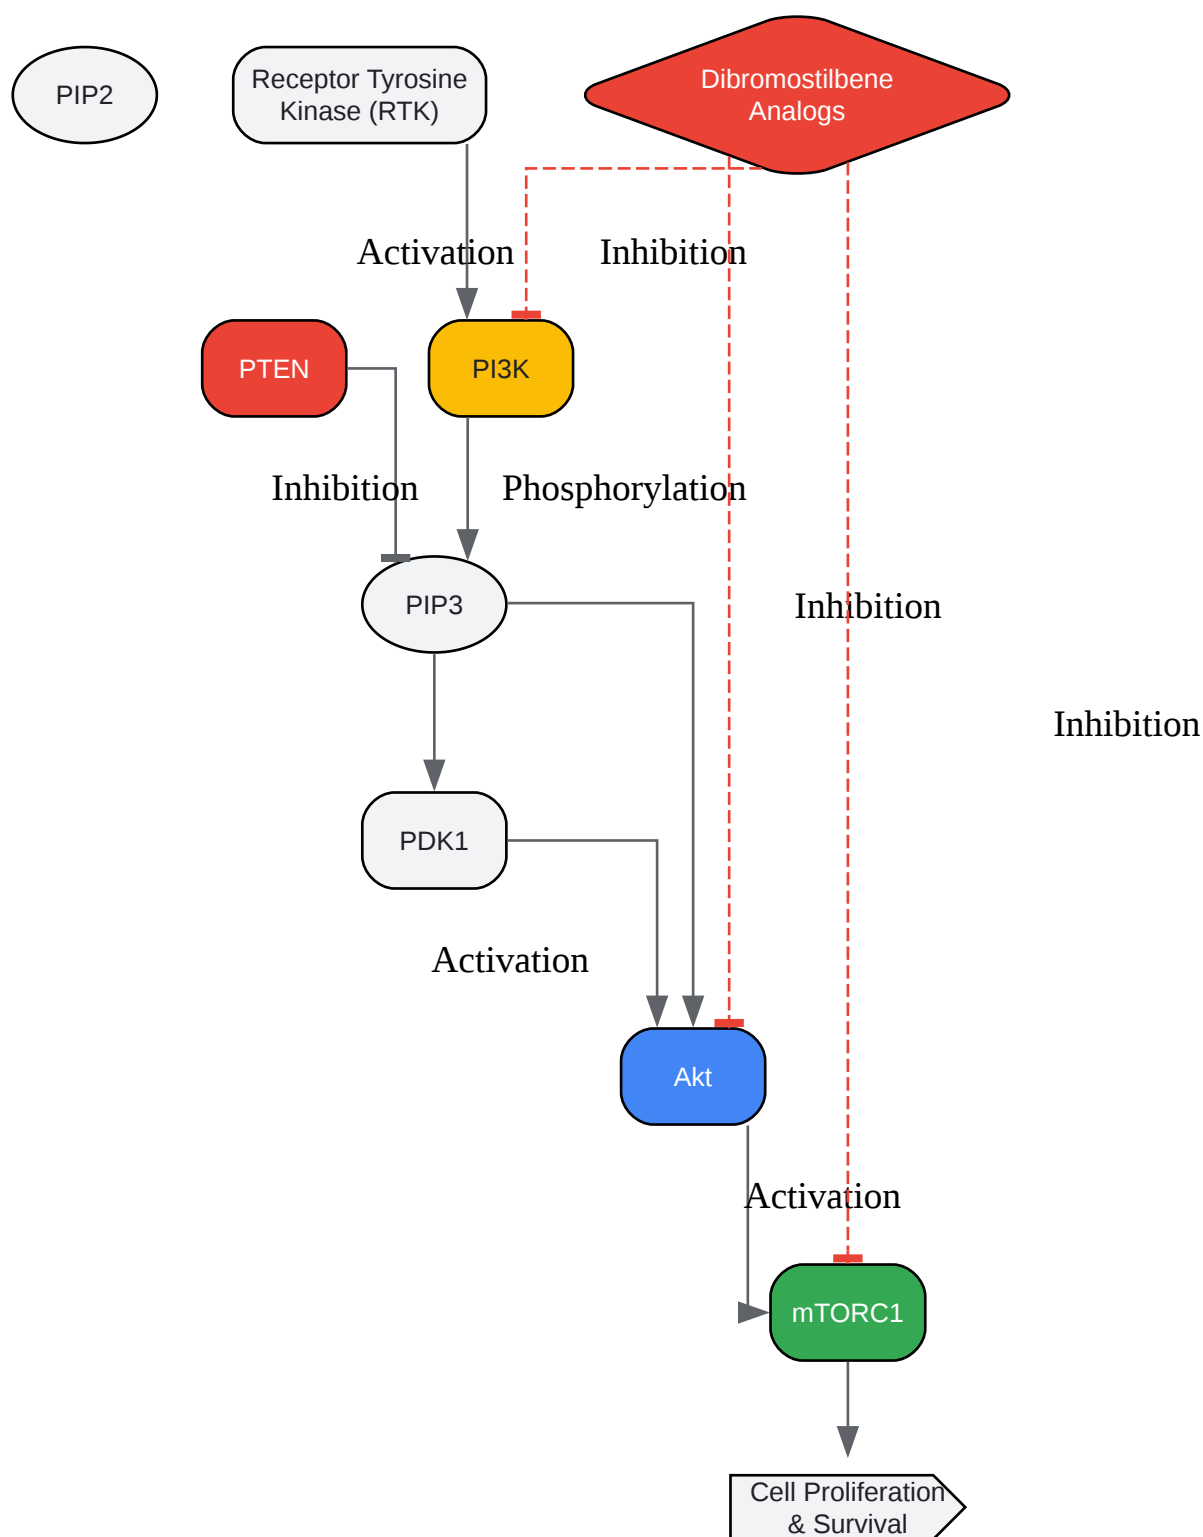 PIP2
Receptor Tyrosine
Kinase (RTK)
Dibromostilbene
Analogs
Activation
Inhibition
PTEN
PI3K
Inhibition
Phosphorylation
PIP3
Inhibition
Inhibition
PDK1
Activation
Akt
Activation
mTORC1
Cell Proliferation
& Survival